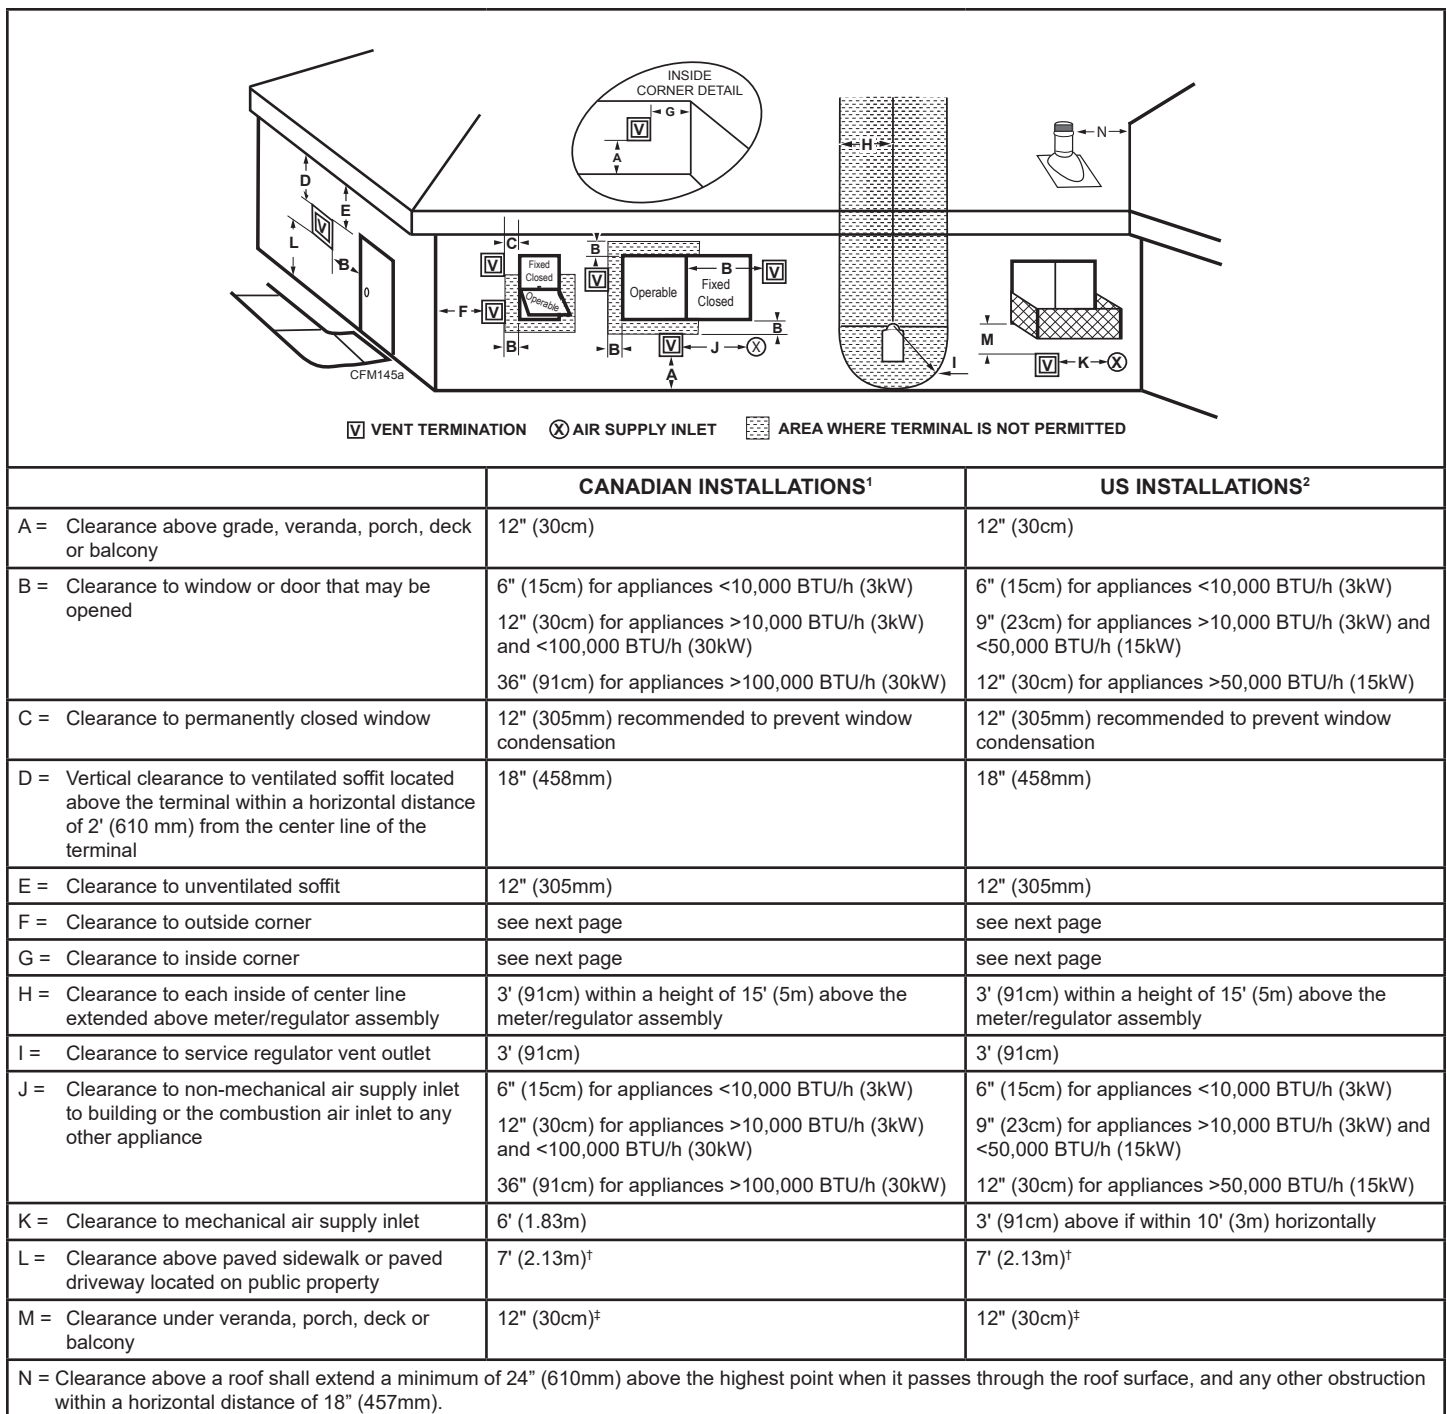 INSIDE
CORNER DETAIL
G
V
A
H
N
D
E
V
L
B
C
V
Fixed
Closed
Operable
F
V
B
B
V
Operable
B
Fixed
Closed
V
B
B
V
J
X
A
I
M
V
K
X
CFM145a
V VENT TERMINATION X AIR SUPPLY INLET AREA WHERE TERMINAL IS NOT PERMITTED
CANADIAN INSTALLATIONS¹ US INSTALLATIONS²
A = Clearance above grade, veranda, porch, deck
or balcony
12" (30cm)
12" (30cm)
B = Clearance to window or door that may be
opened
6" (15cm) for appliances <10,000 BTU/h (3kW)
12" (30cm) for appliances >10,000 BTU/h (3kW)
and <100,000 BTU/h (30kW)
36" (91cm) for appliances >100,000 BTU/h (30kW)
6" (15cm) for appliances <10,000 BTU/h (3kW)
9" (23cm) for appliances >10,000 BTU/h (3kW) and
<50,000 BTU/h (15kW)
12" (30cm) for appliances >50,000 BTU/h (15kW)
C = Clearance to permanently closed window
12" (305mm) recommended to prevent window
condensation
12" (305mm) recommended to prevent window
condensation
D = Vertical clearance to ventilated soffit located
above the terminal within a horizontal distance
of 2' (610 mm) from the center line of the
terminal
18" (458mm)
18" (458mm)
E = Clearance to unventilated soffit
12" (305mm)
12" (305mm)
F = Clearance to outside corner
see next page
see next page
G = Clearance to inside corner
see next page
see next page
H = Clearance to each inside of center line
extended above meter/regulator assembly
3' (91cm) within a height of 15' (5m) above the
meter/regulator assembly
3' (91cm) within a height of 15' (5m) above the
meter/regulator assembly
I = Clearance to service regulator vent outlet
3' (91cm)
3' (91cm)
J = Clearance to non-mechanical air supply inlet
to building or the combustion air inlet to any
other appliance
6" (15cm) for appliances <10,000 BTU/h (3kW)
12" (30cm) for appliances >10,000 BTU/h (3kW)
and <100,000 BTU/h (30kW)
36" (91cm) for appliances >100,000 BTU/h (30kW)
6" (15cm) for appliances <10,000 BTU/h (3kW)
9" (23cm) for appliances >10,000 BTU/h (3kW) and
<50,000 BTU/h (15kW)
12" (30cm) for appliances >50,000 BTU/h (15kW)
K = Clearance to mechanical air supply inlet
6' (1.83m)
3' (91cm) above if within 10' (3m) horizontally
L = Clearance above paved sidewalk or paved
driveway located on public property
7' (2.13m)†
7' (2.13m)†
M = Clearance under veranda, porch, deck or
balcony
12" (30cm)‡
12" (30cm)‡
N = Clearance above a roof shall extend a minimum of 24” (610mm) above the highest point when it passes through the roof surface, and any other obstruction
within a horizontal distance of 18” (457mm).